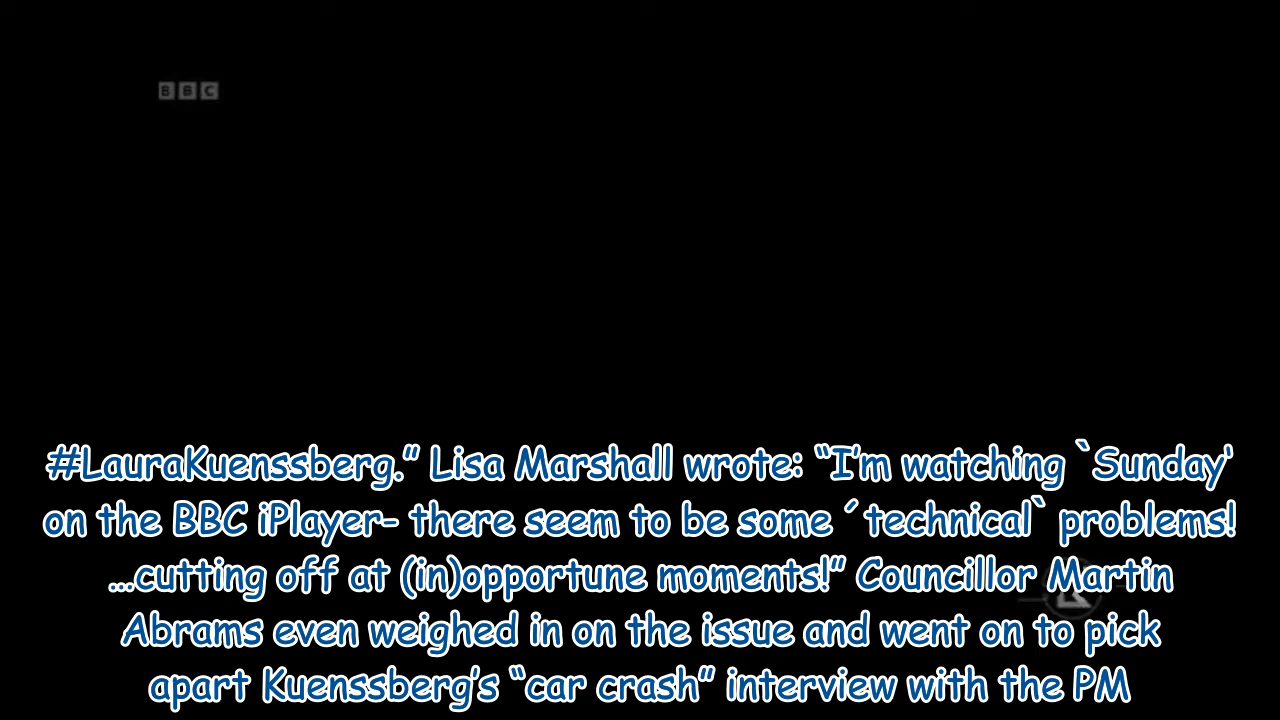 BBC
#LauraKuenssberg.” Lisa Marshall wrote: “I’m watching `Sunday‘
on the BBC iPlayer- there seem to be some ´technical` problems!
...cutting off at (in)opportune moments!” Councillor Martin
Abrams even weighed in on the issue and went on to pick
apart Kuenssberg’s “car crash” interview with the PM